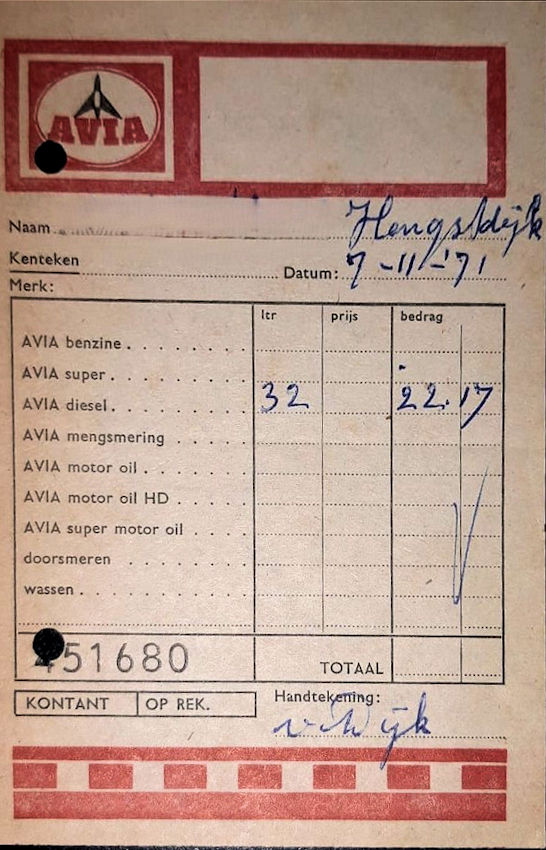 AVIA
Naam Hengstdijk
Kenteken Datum: 7-11-'71
Merk:
ltr prijs bedrag
AVIA benzine
AVIA super
AVIA diesel 32 22.17
AVIA mengsmering
AVIA motor oil
AVIA motor oil HD
AVIA super motor oil
doorsmeren
wassen
451680 TOTAAL
KONTANT OP REK. Handtekening:
v. Wijk